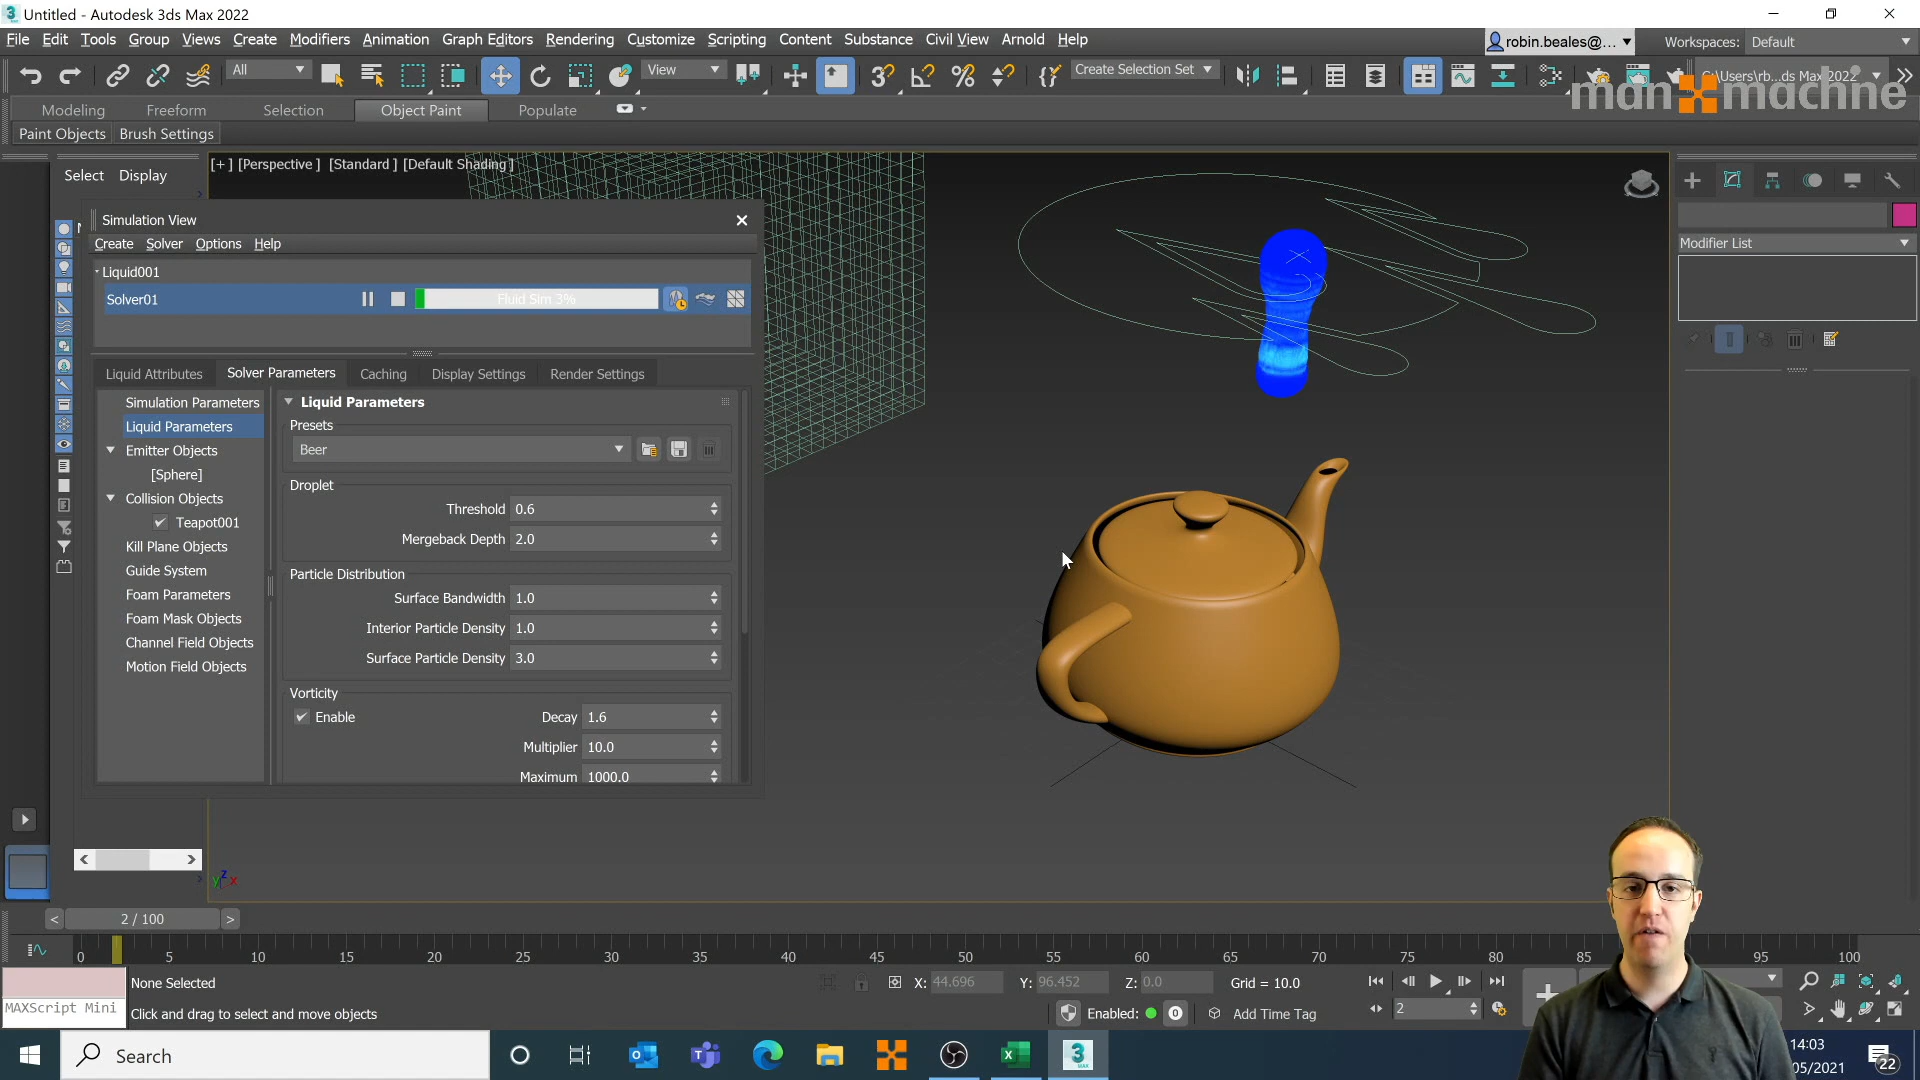 Untitled - Autodesk 3ds Max 2022
File Edit Tools Group Views Create Modifiers Animation Graph Editors Rendering Customize Scripting Content Substance Civil View Arnold Help
robin.beales@...
Workspaces: Default
All
View
Create Selection Set
man machine
Modeling Freeform Selection Object Paint Populate
Paint Objects Brush Settings
Select Display
[+] [Perspective] [Standard] [Default Shading]
Simulation View
Create Solver Options Help
Liquid001
Solver01
Fluid Sim 3%
Modifier List
Liquid Attributes Solver Parameters Caching Display Settings Render Settings
Simulation Parameters
Liquid Parameters
Emitter Objects
[Sphere]
Collision Objects
Teapot001
Kill Plane Objects
Guide System
Foam Parameters
Foam Mask Objects
Channel Field Objects
Motion Field Objects
Liquid Parameters
Presets
Beer
Droplet
Threshold 0.6
Mergeback Depth 2.0
Particle Distribution
Surface Bandwidth 1.0
Interior Particle Density 1.0
Surface Particle Density 3.0
Vorticity
Enable
Decay 1.6
Multiplier 10.0
Maximum 1000.0
< 2 / 100 >
0 5 10 15 20 25 30 35 40 45 50 55 60 65 70 75 80 85 95 100
None Selected
X: 44.696 Y: 96.452 Z: 0.0 Grid = 10.0
MAXScript Mini
Click and drag to select and move objects
Enabled: 0
Add Time Tag
2
Search
14:03
05/2021
22